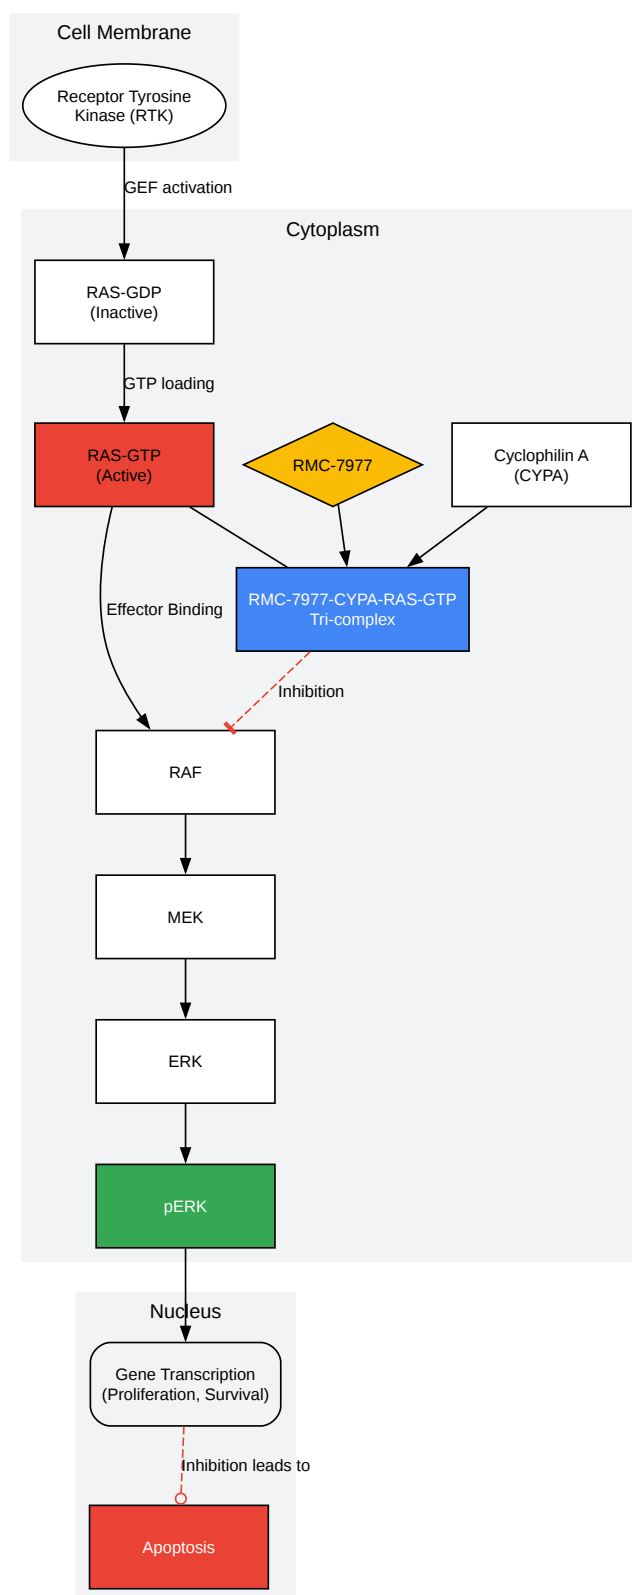 Cell Membrane
Receptor Tyrosine
Kinase (RTK)
GEF activation
Cytoplasm
RAS-GDP
(Inactive)
GTP loading
RAS-GTP
(Active)
RMC-7977
Cyclophilin A
(CYPA)
Effector Binding
RMC-7977-CYPA-RAS-GTP
Tri-complex
Inhibition
RAF
MEK
ERK
pERK
Nucleus
Gene Transcription
(Proliferation, Survival)
Inhibition leads to
Apoptosis